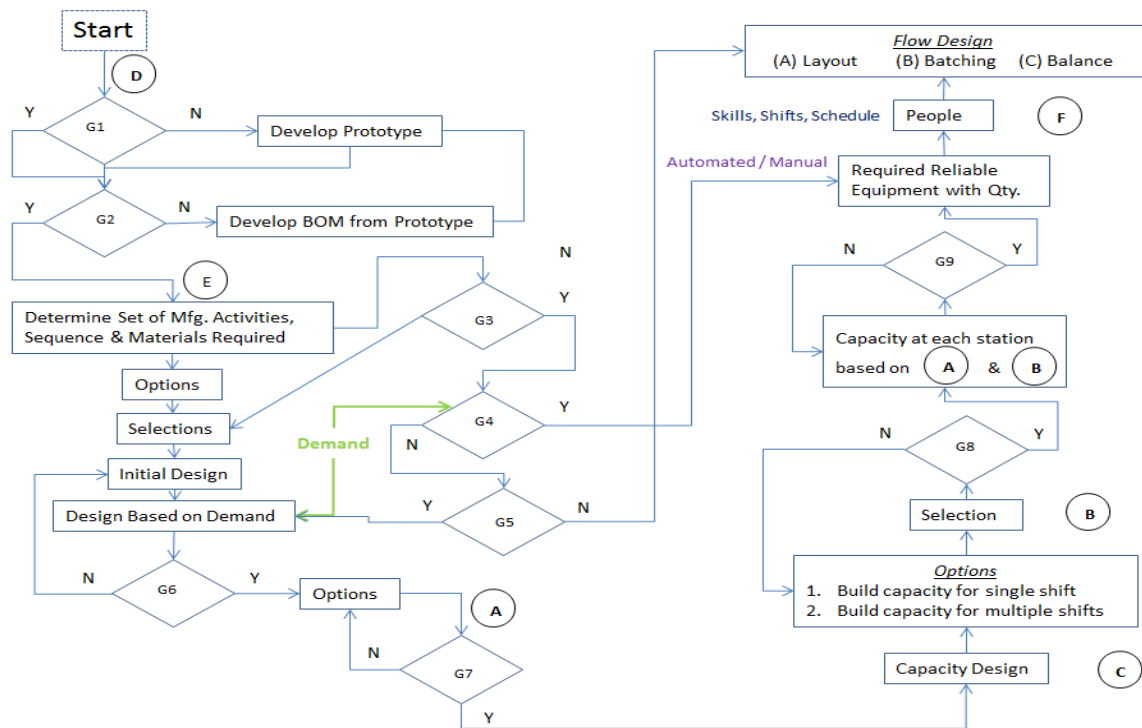 Start
D
Y
G1
N
Develop Prototype
Y
G2
N
Develop BOM from Prototype
E
Determine Set of Mfg. Activities,
Sequence & Materials Required
Options
Selections
Initial Design
Design Based on Demand
N
G6
Y
Options
A
N
G7
Y
N
G3
Y
Demand
G4
Y
N
Y
G5
N
Flow Design
(A) Layout (B) Batching (C) Balance
Skills, Shifts, Schedule
People
F
Automated / Manual
Required Reliable
Equipment with Qty.
N
G9
Y
Capacity at each station
based on A & B
N
G8
Y
Selection
B
Options
1. Build capacity for single shift
2. Build capacity for multiple shifts
Capacity Design
C